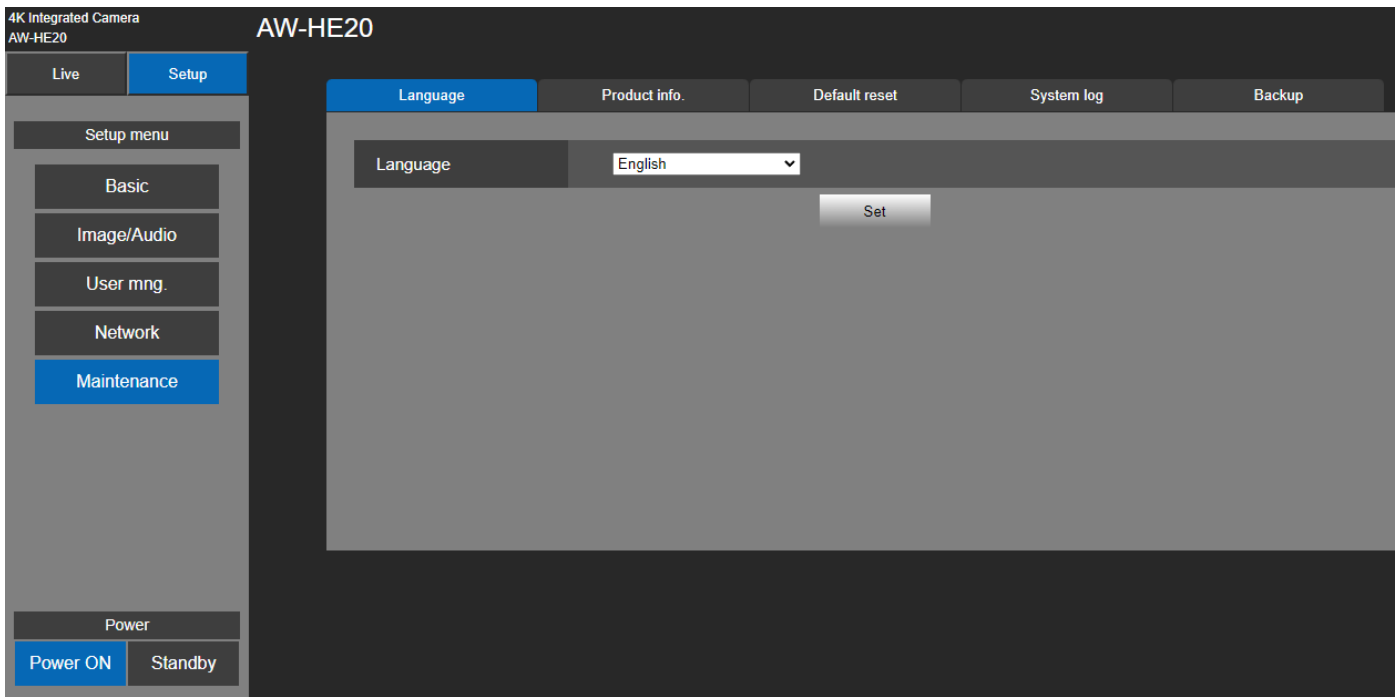 4K Integrated Camera
AW-HE20
AW-HE20
Live
Setup
Setup menu
Basic
Image/Audio
User mng.
Network
Maintenance
Power
Power ON
Standby
Language
Product info.
Default reset
System log
Backup
Language
English
Set